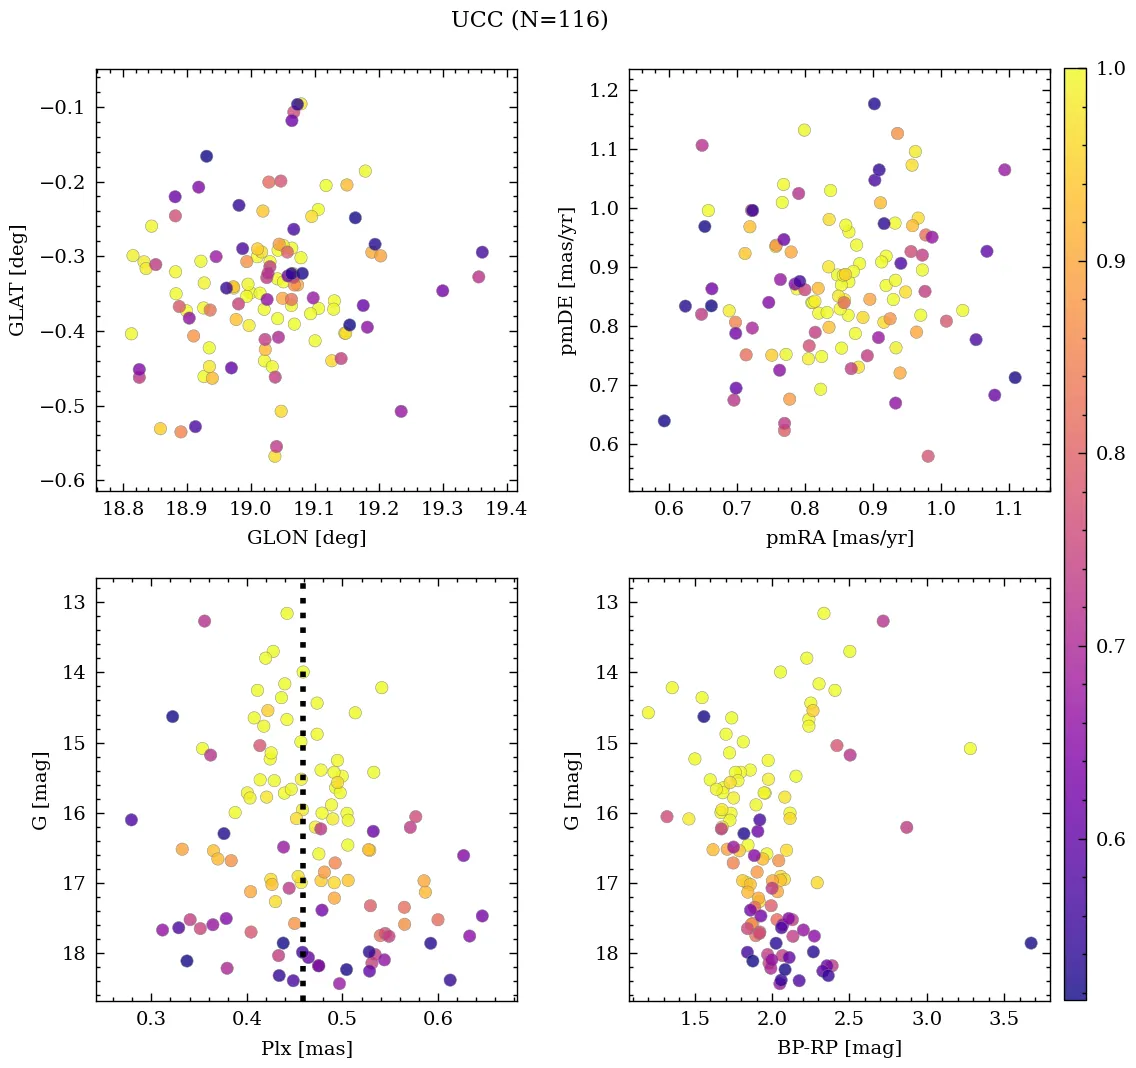 UCC (N=116)
−0.1
−0.2
−0.3
−0.4
−0.5
−0.6
GLAT [deg]
18.8 18.9 19.0 19.1 19.2 19.3 19.4
GLON [deg]
1.2
1.1
1.0
0.9
0.8
0.7
0.6
pmDE [mas/yr]
0.6 0.7 0.8 0.9 1.0 1.1
pmRA [mas/yr]
13
14
15
16
17
18
G [mag]
0.3 0.4 0.5 0.6
Plx [mas]
13
14
15
16
17
18
G [mag]
1.5 2.0 2.5 3.0 3.5
BP-RP [mag]
1.0
0.9
0.8
0.7
0.6